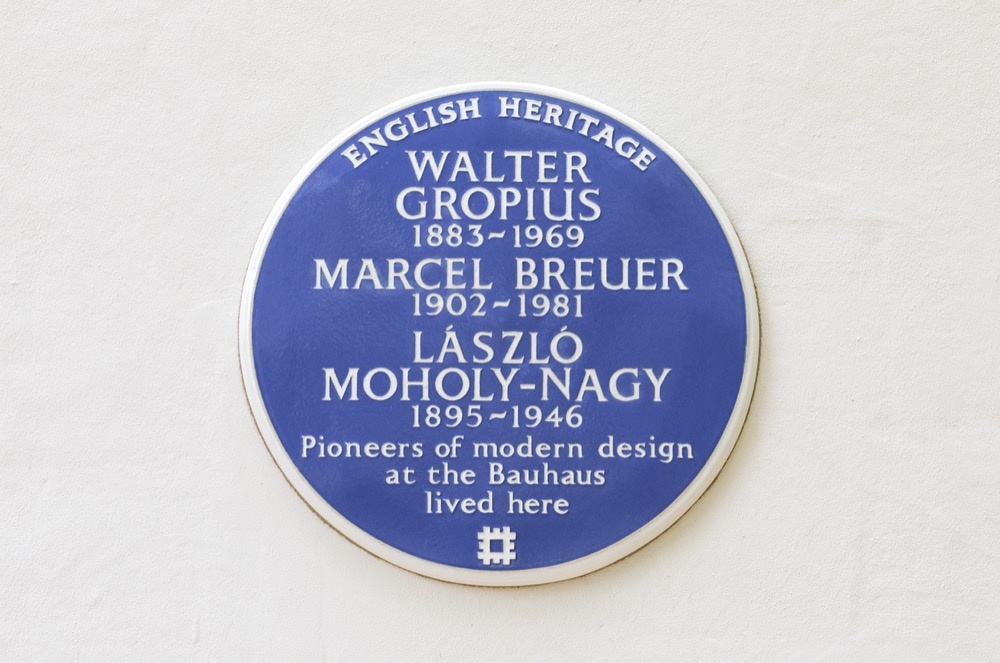 ENGLISH HERITAGE
WALTER
GROPIUS
1883~1969
MARCEL BREUER
1902~1981
LÁSZLÓ
MOHOLY-NAGY
1895~1946
Pioneers of modern design
at the Bauhaus
lived here